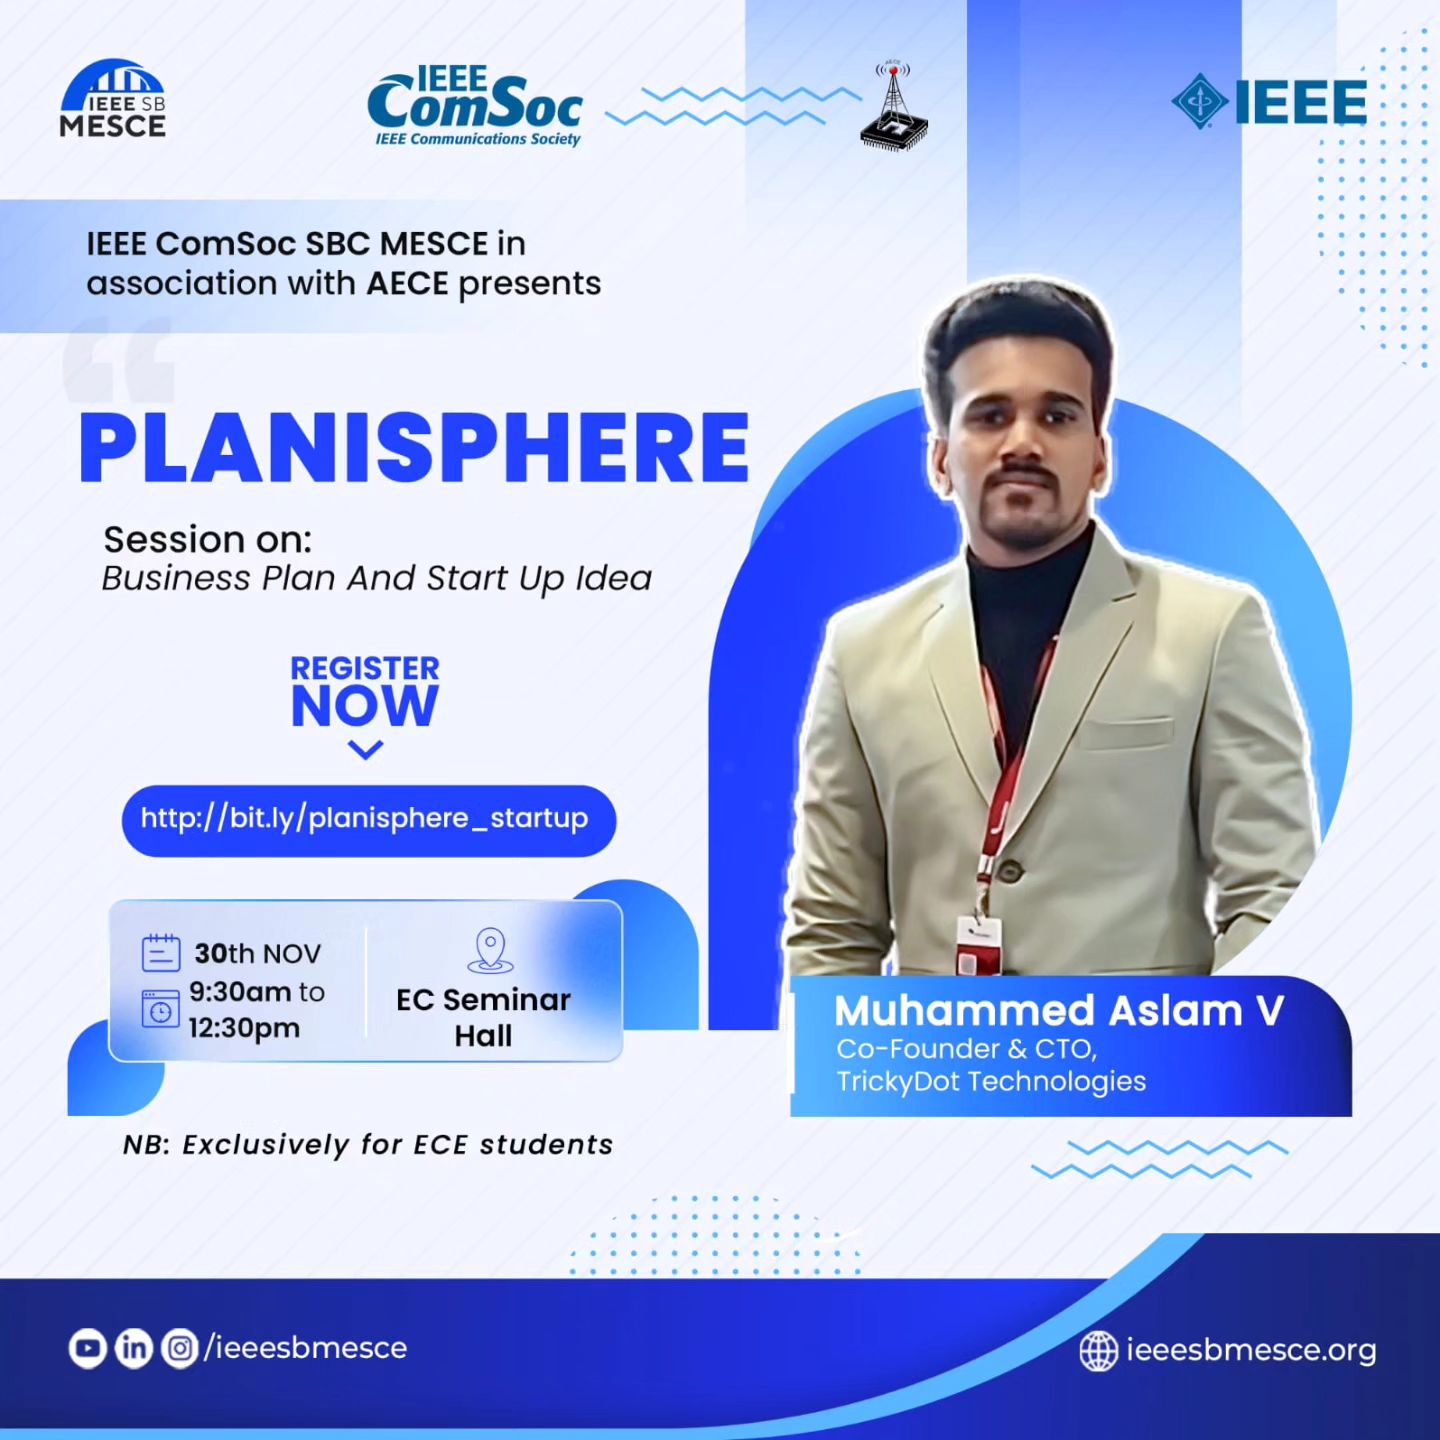 IEEE SB
MESCE
IEEE
ComSoc
IEEE Communications Society
AECE
IEEE
IEEE ComSoc SBC MESCE in
association with AECE presents
PLANISPHERE
Session on:
Business Plan And Start Up Idea
REGISTER
NOW
http://bit.ly/planisphere_startup
30th NOV
9:30am to
12:30pm
EC Seminar
Hall
NB: Exclusively for ECE students
Muhammed Aslam V
Co-Founder & CTO,
TrickyDot Technologies
in
/ieeesbmesce
ieeesbmesce.org